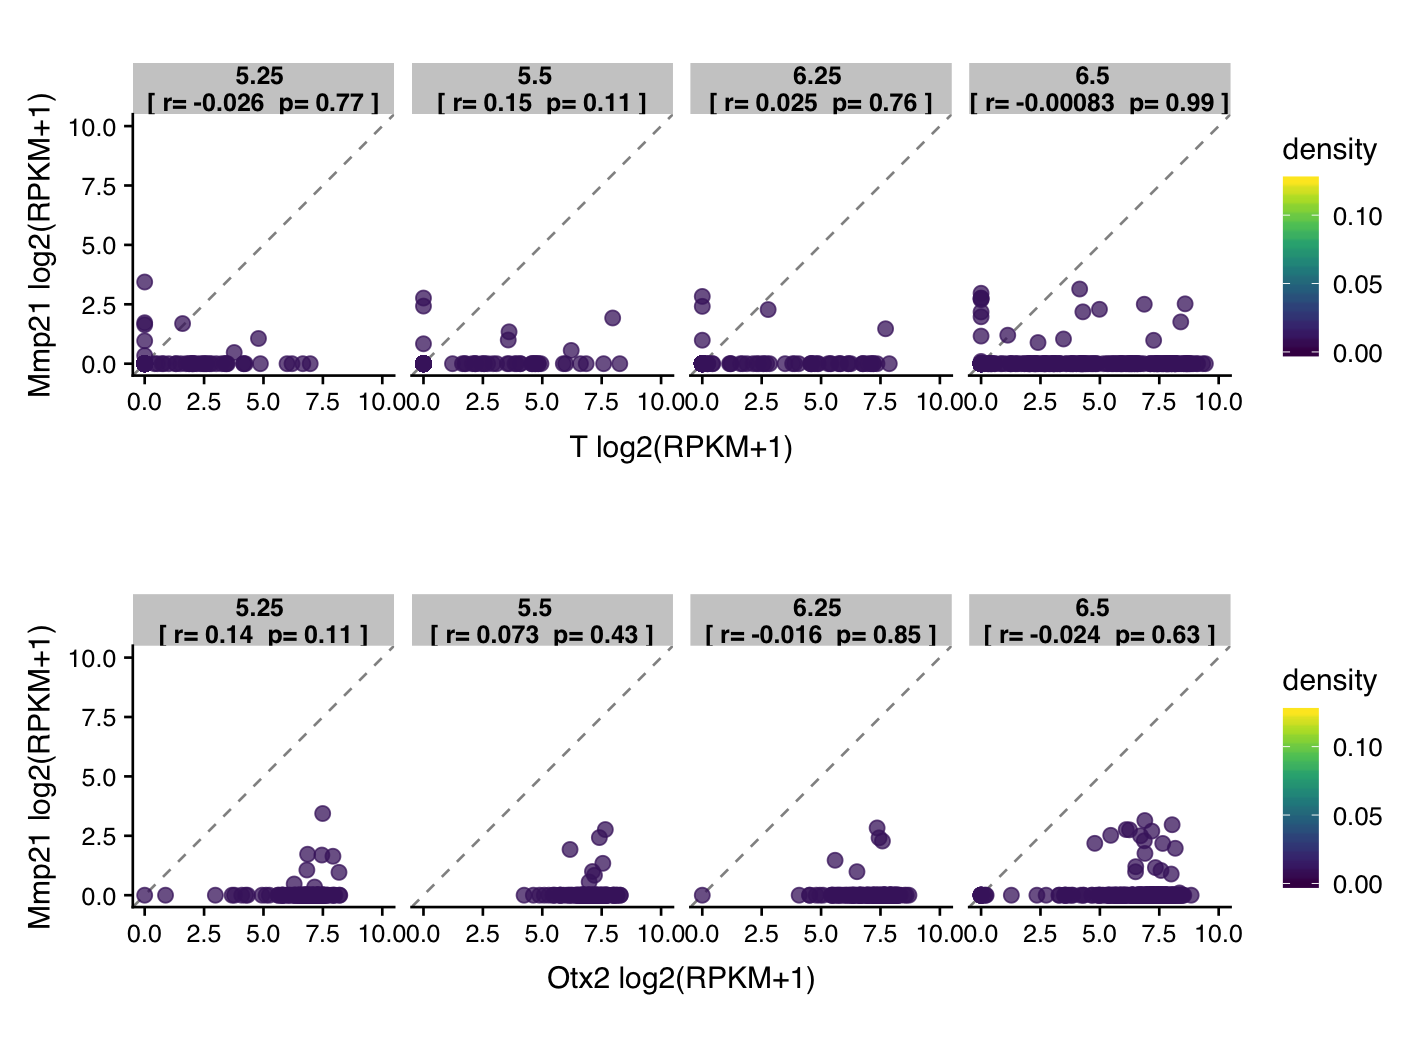 5.25 5.5 6.25 6.5
[ r= -0.026 p= 0.77 ] [ r= 0.15 p= 0.11 ] [ r= 0.025 p= 0.76 ] [ r= -0.00083 p= 0.99 ]
Mmp21 log2(RPKM+1)
10.0
7.5
5.0
2.5
0.0
0.0 2.5 5.0 7.5 10.0 0.0 2.5 5.0 7.5 10.0 0.0 2.5 5.0 7.5 10.0 0.0 2.5 5.0 7.5 10.0
T log2(RPKM+1)
density
0.10
0.05
0.00
5.25 5.5 6.25 6.5
[ r= 0.14 p= 0.11 ] [ r= 0.073 p= 0.43 ] [ r= -0.016 p= 0.85 ] [ r= -0.024 p= 0.63 ]
Mmp21 log2(RPKM+1)
10.0
7.5
5.0
2.5
0.0
0.0 2.5 5.0 7.5 10.0 0.0 2.5 5.0 7.5 10.0 0.0 2.5 5.0 7.5 10.0 0.0 2.5 5.0 7.5 10.0
Otx2 log2(RPKM+1)
density
0.10
0.05
0.00